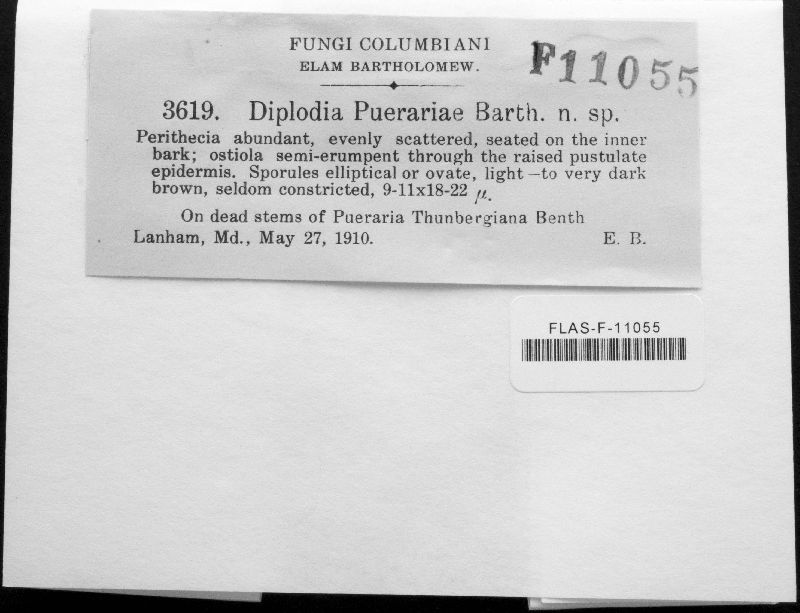 FUNGI COLUMBIANI
ELAM BARTHOLOMEW.
F11055
3619. Diplodia Puerariae Barth. n. sp.
Perithecia abundant, evenly scattered, seated on the inner
bark; ostiola semi-erumpent through the raised pustulate
epidermis. Sporules elliptical or ovate, light—to very dark
brown, seldom constricted, 9-11x18-22 µ.
On dead stems of Pueraria Thunbergiana Benth
Lanham, Md., May 27, 1910. E. B.
FLAS-F-11055